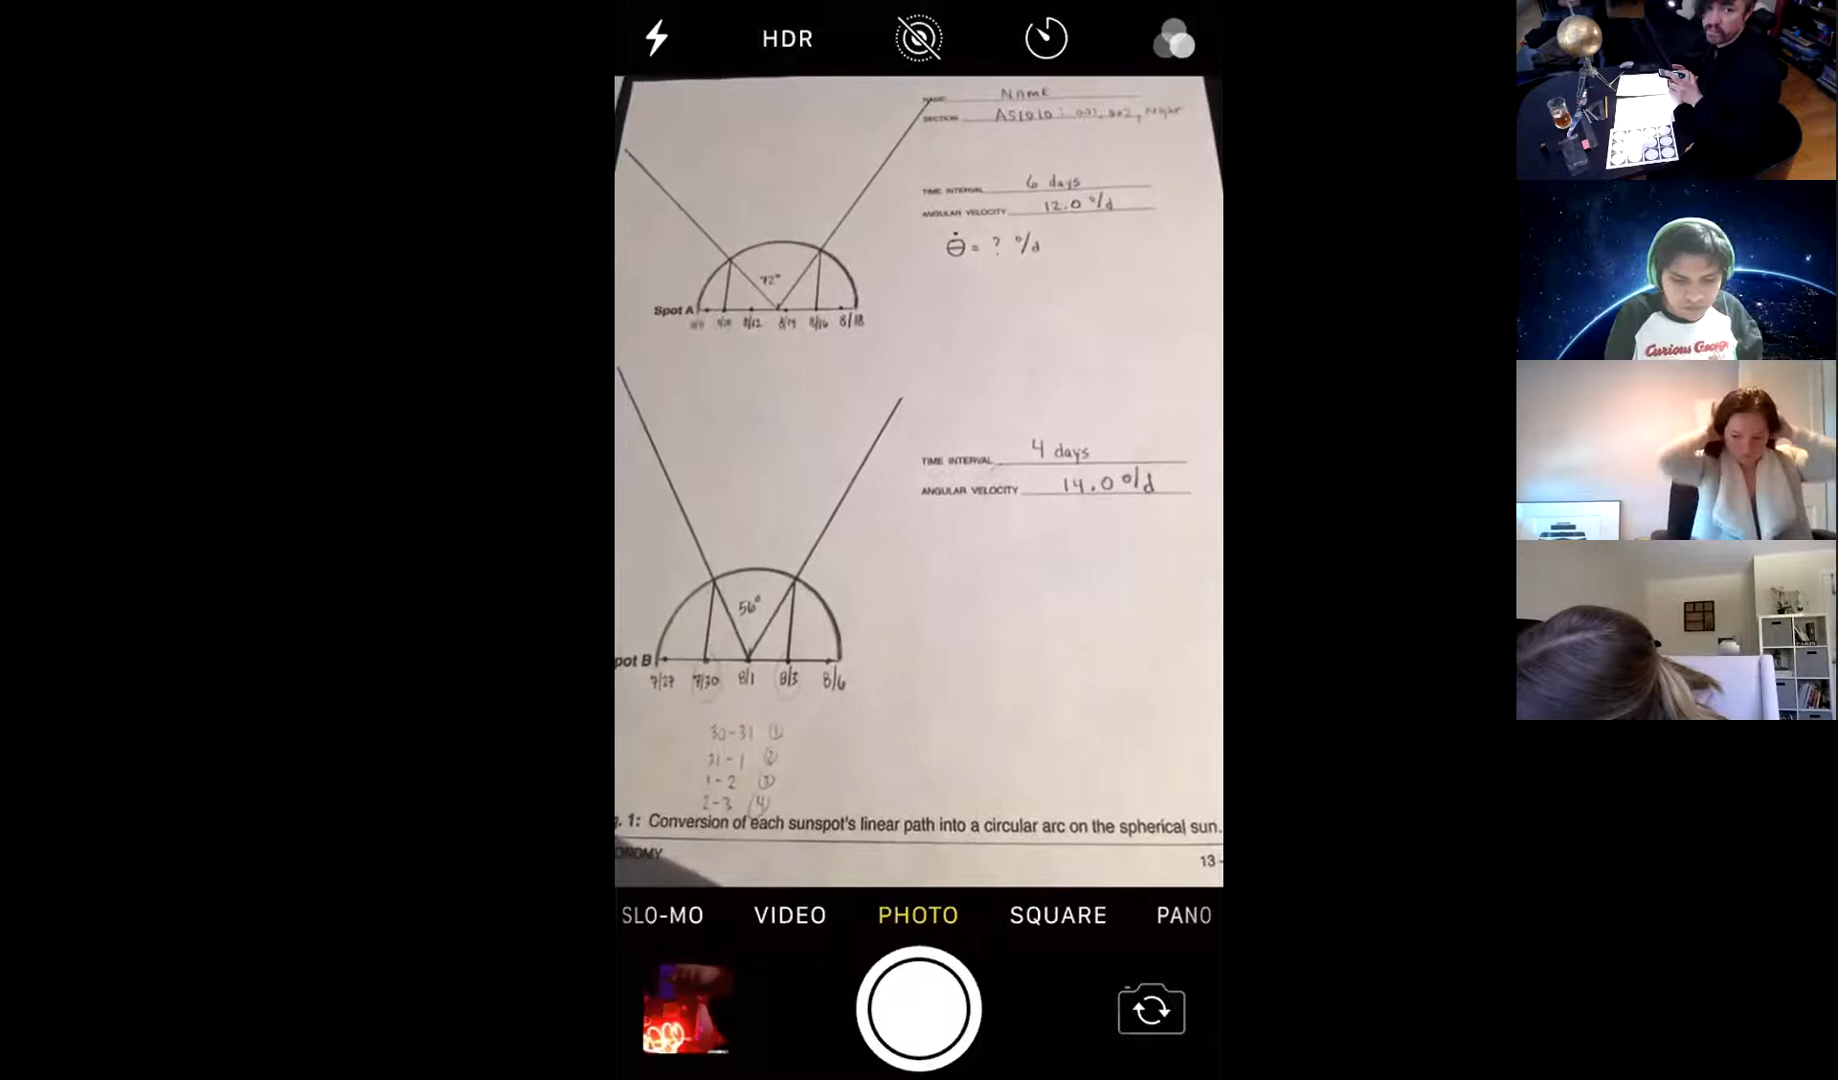 HDR
NAME
SECTION AS1010: 001, 002, Night
TIME INTERVAL 6 days
ANGULAR VELOCITY 12.0 °/d
Θ̇ = ? °/d
72°
Spot A
8/12 8/14 8/16 8/18
TIME INTERVAL 4 days
ANGULAR VELOCITY 14.0 °/d
56°
pot B
7/27 7/30 8/1 8/3 8/6
30-31 ①
31-1 ②
1-2 ③
2-3 ④
. 1: Conversion of each sunspot's linear path into a circular arc on the spherical sun.
ONOMY
13
SLO-MO VIDEO PHOTO SQUARE PANO
Curious George